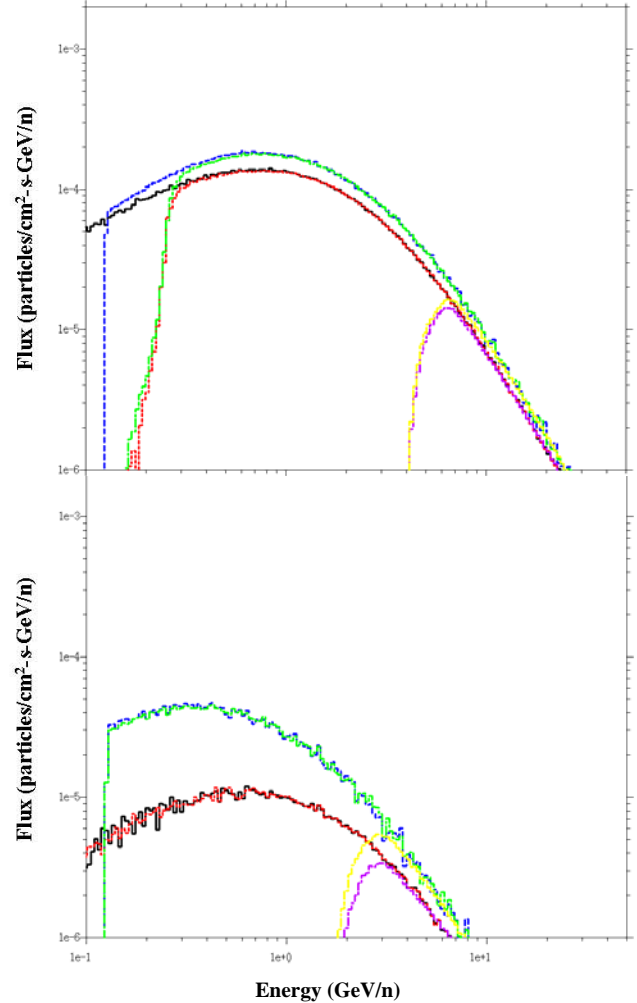 1e-3
1e-4
1e-5
1e-6
Flux (particles/cm²-s-GeV/n)
1e-3
1e-4
1e-5
1e-6
Flux (particles/cm²-s-GeV/n)
1e-1
1e+0
1e+1
Energy (GeV/n)